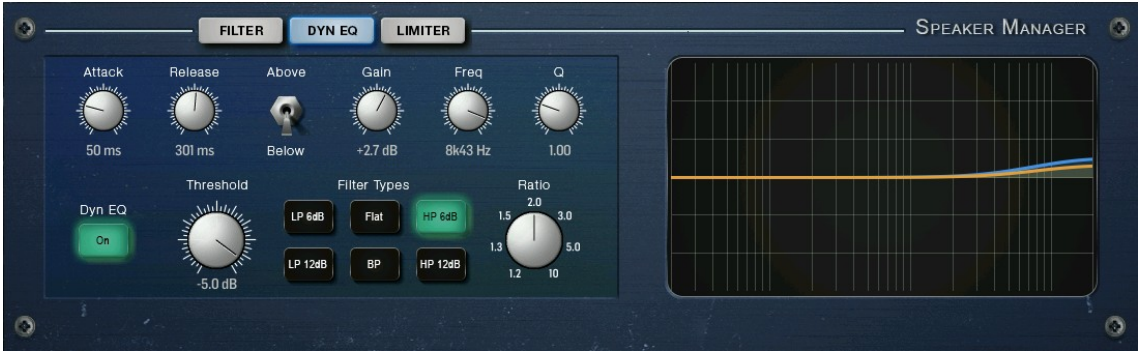 FILTER DYN EQ LIMITER SPEAKER MANAGER
Attack Release Above Gain Freq Q
50 ms 301 ms Below +2.7 dB 8k43 Hz 1.00
Threshold Filter Types Ratio
Dyn EQ
On
-5.0 dB
LP 6dB Flat HP 6dB
LP 12dB BP HP 12dB
2.0
1.5 3.0
1.3 5.0
1.2 10